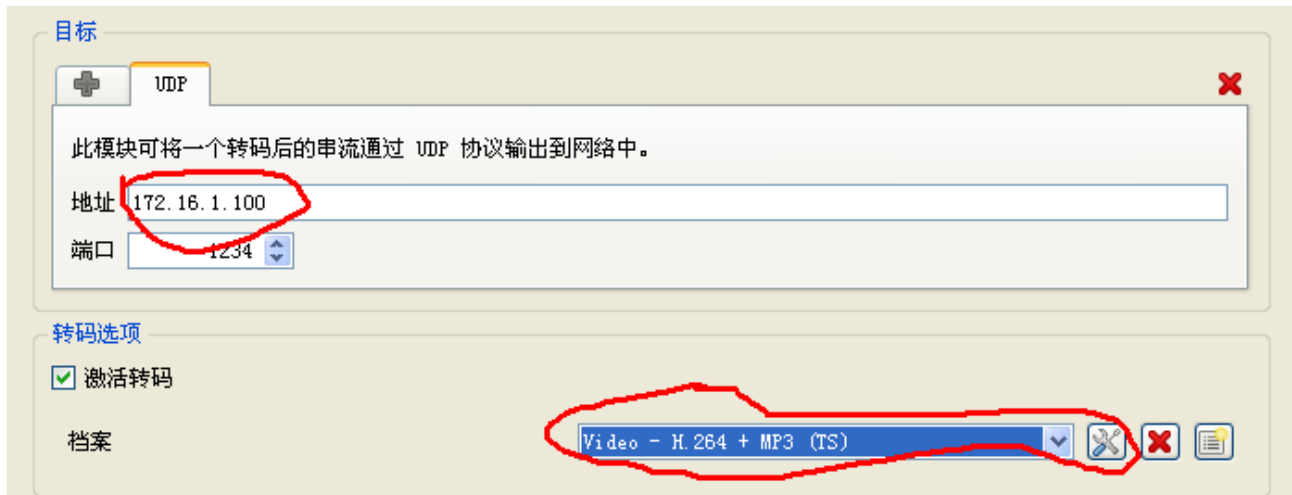 目标
UDP
此模块可将一个转码后的串流通过 UDP 协议输出到网络中。
地址 172.16.1.100
端口 1234
转码选项
激活转码
档案 Video - H.264 + MP3 (TS)